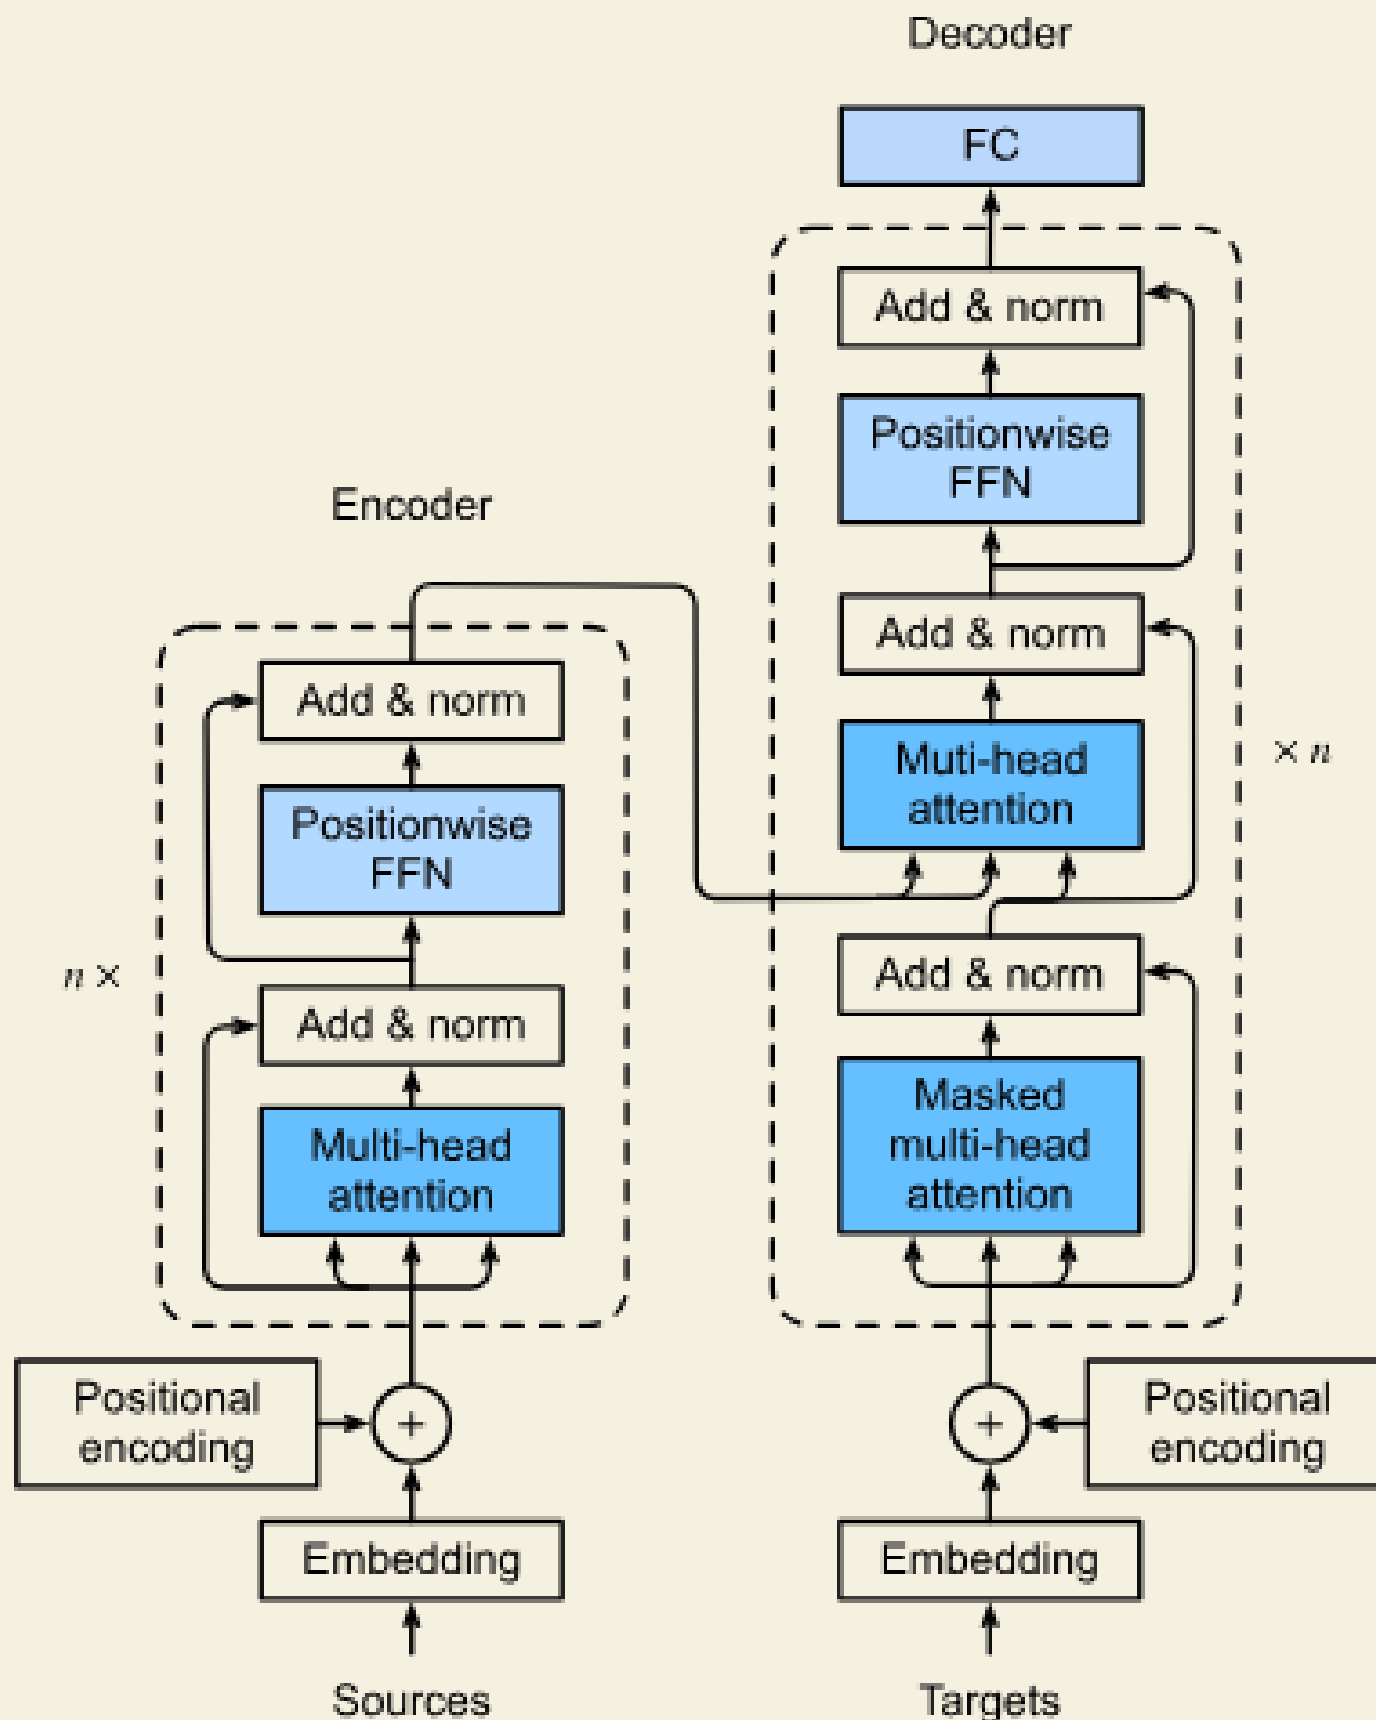 Decoder
FC
Add & norm
Positionwise
FFN
Add & norm
Muti-head
attention
× n
Add & norm
Masked
multi-head
attention
Positional
encoding
Embedding
Targets
Encoder
Add & norm
Positionwise
FFN
n ×
Add & norm
Multi-head
attention
Positional
encoding
Embedding
Sources
+
+